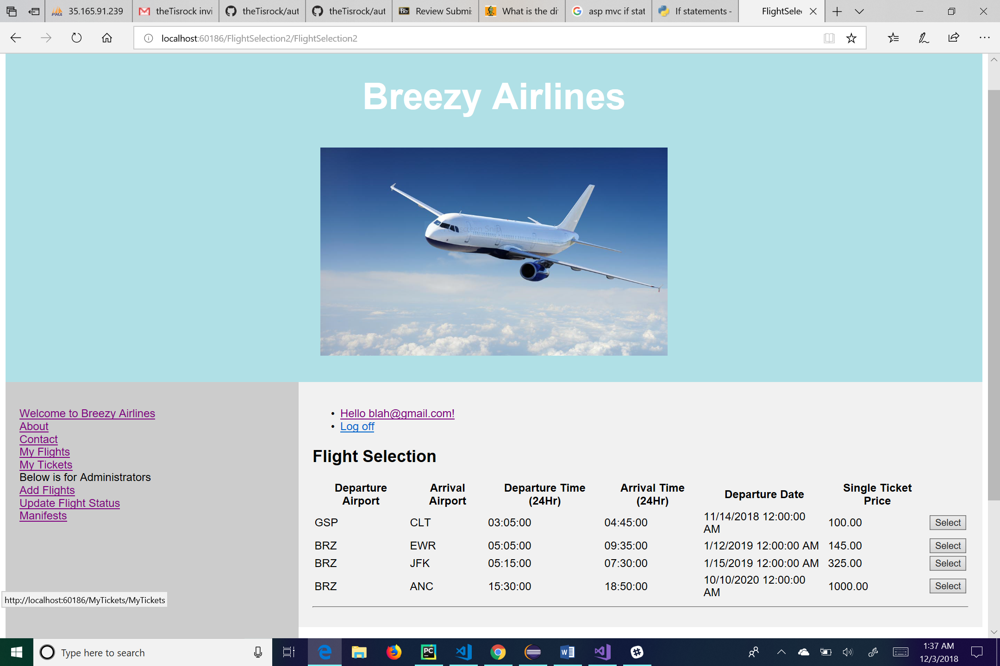 35.165.91.239
theTisrock invi
theTisrock/aut
theTisrock/aut
Review Submi
What is the di
asp mvc if stat
If statements -
FlightSele
localhost:60186/FlightSelection2/FlightSelection2
Breezy Airlines
Welcome to Breezy Airlines
About
Contact
My Flights
My Tickets
Below is for Administrators
Add Flights
Update Flight Status
Manifests
• Hello blah@gmail.com!
• Log off
Flight Selection
Departure Airport Arrival Airport Departure Time (24Hr) Arrival Time (24Hr) Departure Date Single Ticket Price
GSP CLT 03:05:00 04:45:00 11/14/2018 12:00:00 AM 100.00 Select
BRZ EWR 05:05:00 09:35:00 1/12/2019 12:00:00 AM 145.00 Select
BRZ JFK 05:15:00 07:30:00 1/15/2019 12:00:00 AM 325.00 Select
BRZ ANC 15:30:00 18:50:00 10/10/2020 12:00:00 AM 1000.00 Select
http://localhost:60186/MyTickets/MyTickets
Type here to search
1:37 AM
12/3/2018